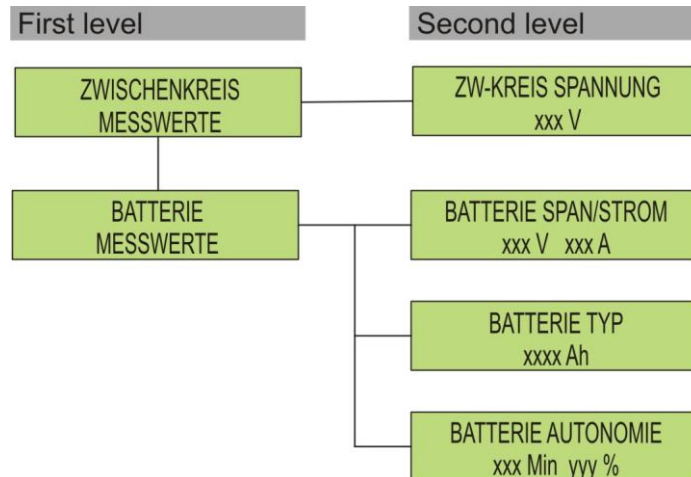 First level
Second level
ZWISCHENKREIS
MESSWERTE
ZW-KREIS SPANNUNG
xxx V
BATTERIE
MESSWERTE
BATTERIE SPAN/STROM
xxx V xxx A
BATTERIE TYP
xxxx Ah
BATTERIE AUTONOMIE
xxx Min yyy %